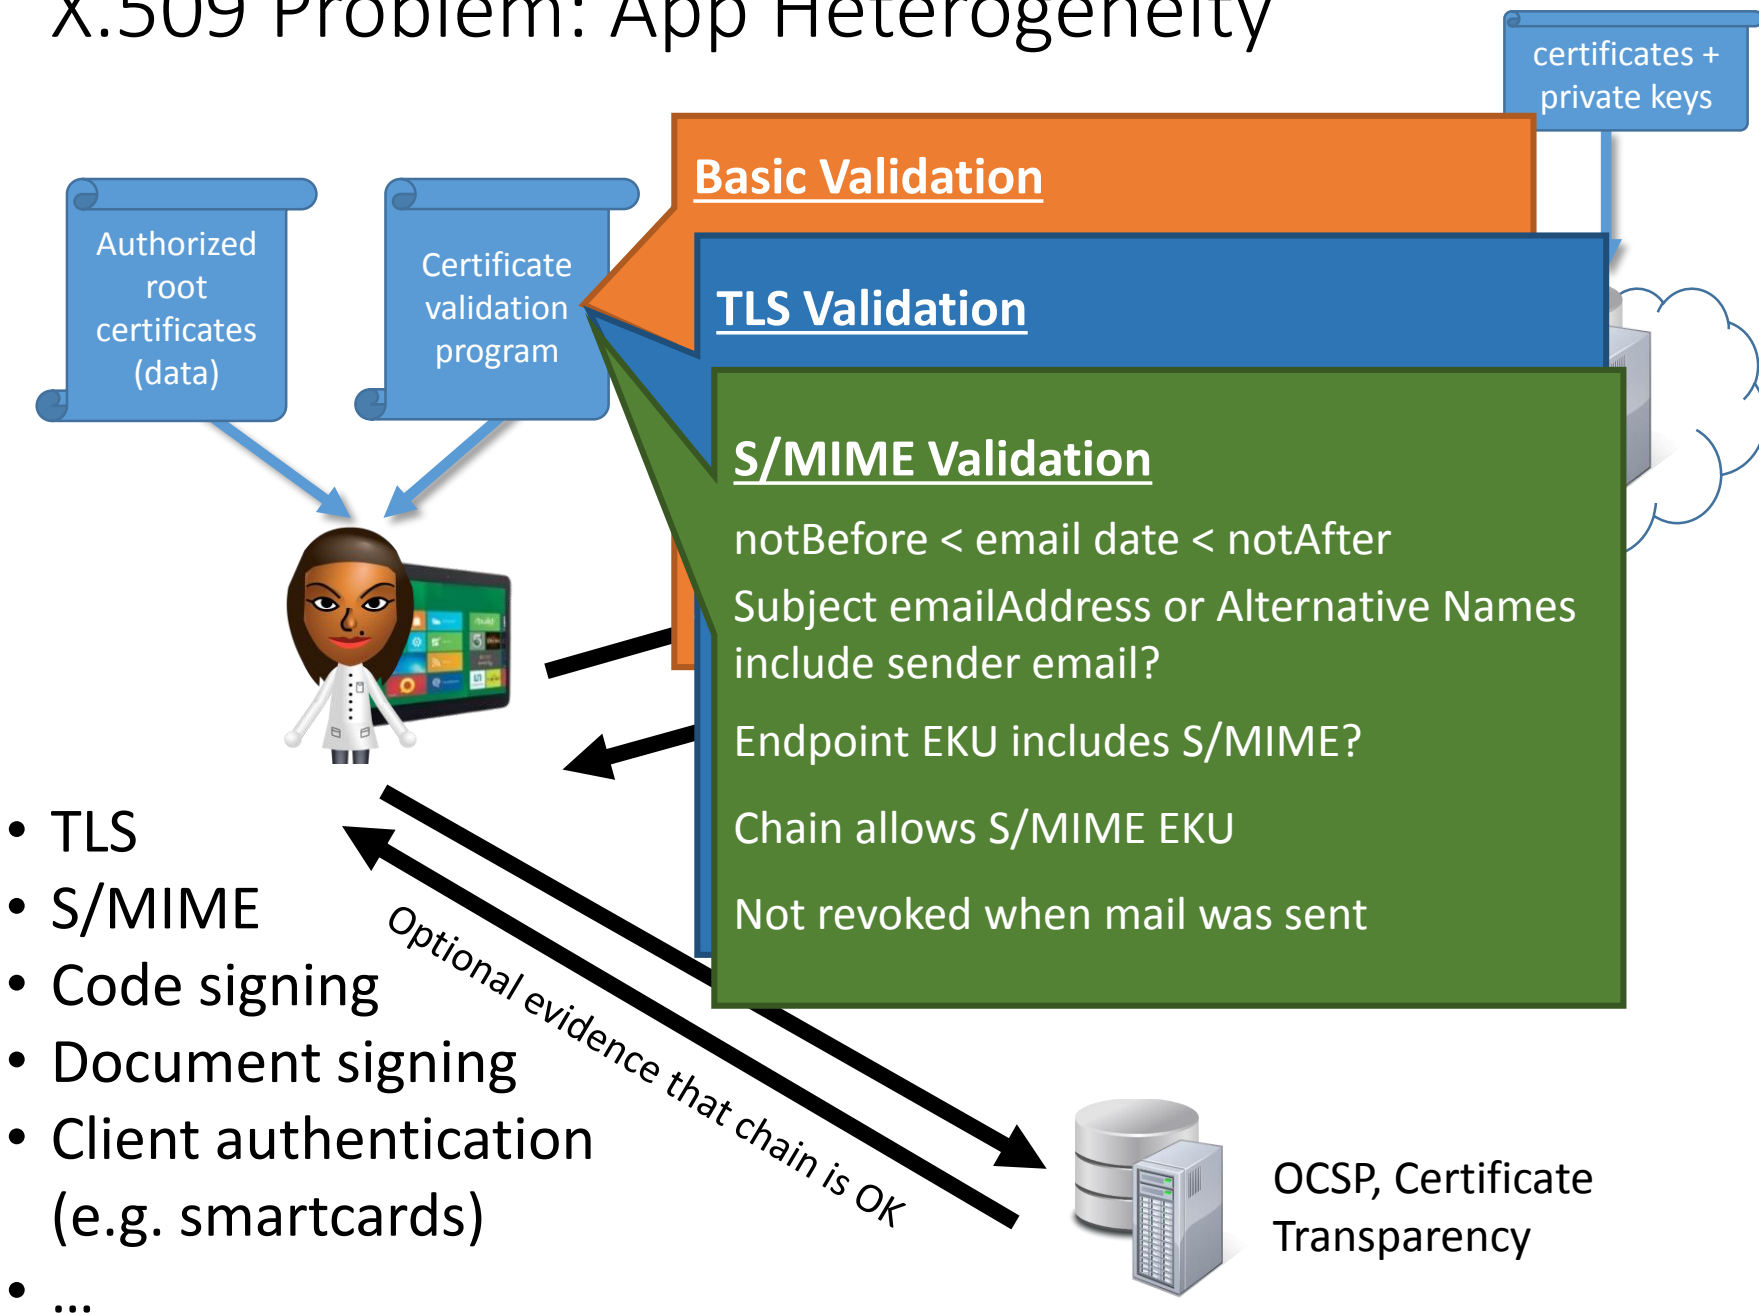 X.509 Problem: App Heterogeneity
certificates +
private keys
Authorized
root
certificates
(data)
Certificate
validation
program
Basic Validation
TLS Validation
S/MIME Validation
notBefore < email date < notAfter
Subject emailAddress or Alternative Names
include sender email?
Endpoint EKU includes S/MIME?
Chain allows S/MIME EKU
Not revoked when mail was sent
• TLS
• S/MIME
• Code signing
• Document signing
• Client authentication
(e.g. smartcards)
• ...
Optional evidence that chain is OK
OCSP, Certificate
Transparency